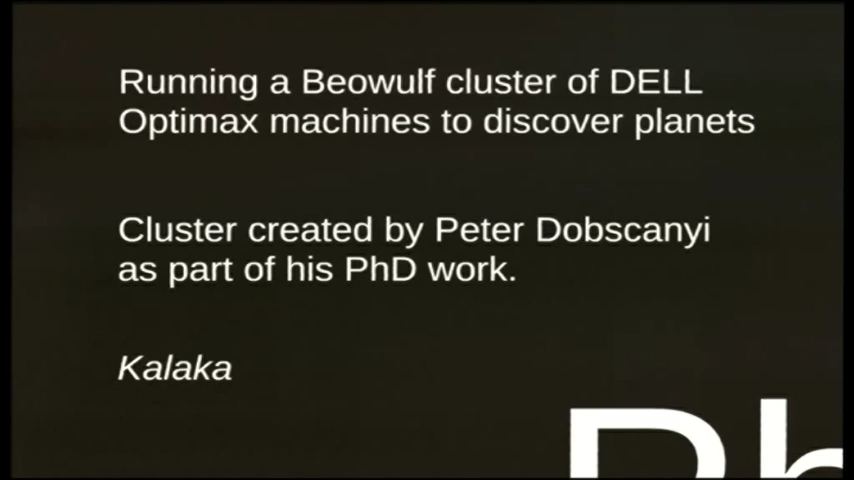 Running a Beowulf cluster of DELL
Optimax machines to discover planets
Cluster created by Peter Dobscanyi
as part of his PhD work.
Kalaka
Ph